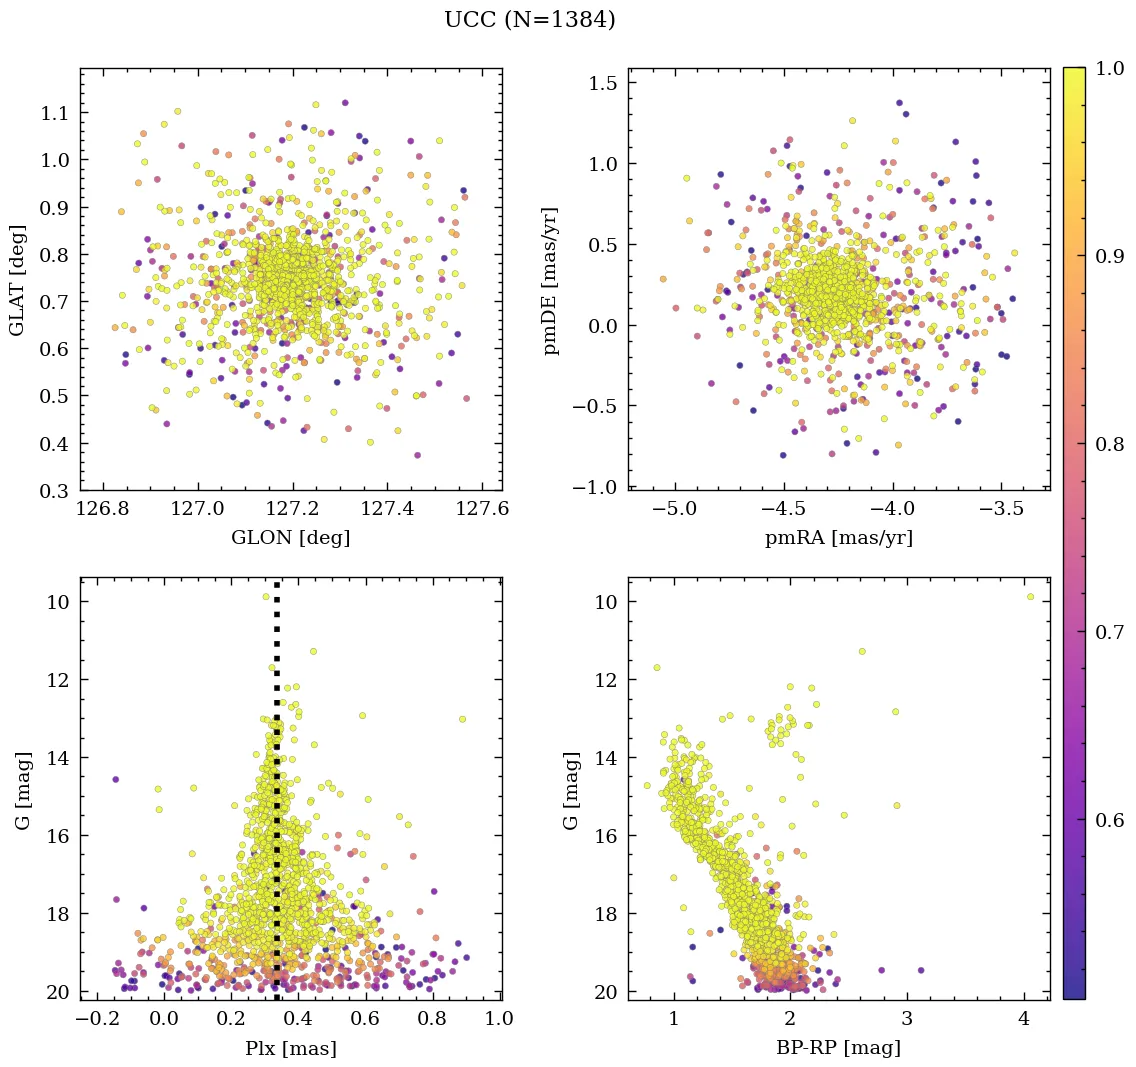 UCC (N=1384)
1.1
1.0
0.9
0.8
0.7
0.6
0.5
0.4
0.3
GLAT [deg]
126.8 127.0 127.2 127.4 127.6
GLON [deg]
1.5
1.0
0.5
0.0
−0.5
−1.0
pmDE [mas/yr]
−5.0 −4.5 −4.0 −3.5
pmRA [mas/yr]
10
12
14
16
18
20
G [mag]
−0.2 0.0 0.2 0.4 0.6 0.8 1.0
Plx [mas]
10
12
14
16
18
20
G [mag]
1 2 3 4
BP-RP [mag]
1.0
0.9
0.8
0.7
0.6